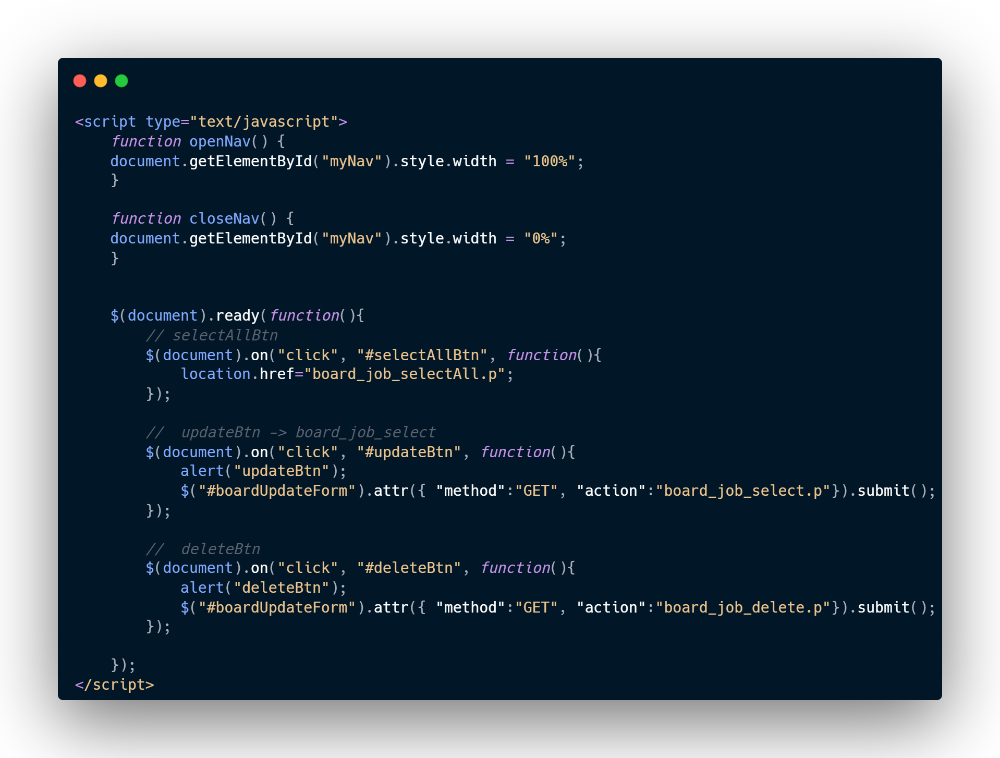 <script type="text/javascript">
    function openNav() {
    document.getElementById("myNav").style.width = "100%";
    }

    function closeNav() {
    document.getElementById("myNav").style.width = "0%";
    }


    $(document).ready(function(){
        // selectAllBtn
        $(document).on("click", "#selectAllBtn", function(){
            location.href="board_job_selectAll.p";
        });

        //  updateBtn -> board_job_select
        $(document).on("click", "#updateBtn", function(){
            alert("updateBtn");
            $("#boardUpdateForm").attr({ "method":"GET", "action":"board_job_select.p"}).submit();
        });

        //  deleteBtn
        $(document).on("click", "#deleteBtn", function(){
            alert("deleteBtn");
            $("#boardUpdateForm").attr({ "method":"GET", "action":"board_job_delete.p"}).submit();
        });

    });
</script>